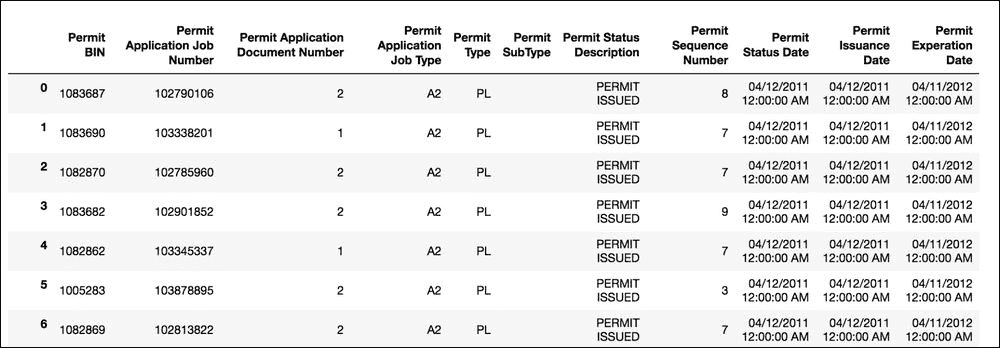 Permit BIN Permit Application Job Number Permit Application Document Number Permit Application Job Type Permit Type Permit SubType Permit Status Description Permit Sequence Number Permit Status Date Permit Issuance Date Permit Experation Date
0 1083687 102790106 2 A2 PL PERMIT ISSUED 8 04/12/2011 12:00:00 AM 04/12/2011 12:00:00 AM 04/11/2012 12:00:00 AM
1 1083690 103338201 1 A2 PL PERMIT ISSUED 7 04/12/2011 12:00:00 AM 04/12/2011 12:00:00 AM 04/11/2012 12:00:00 AM
2 1082870 102785960 2 A2 PL PERMIT ISSUED 7 04/12/2011 12:00:00 AM 04/12/2011 12:00:00 AM 04/11/2012 12:00:00 AM
3 1083682 102901852 2 A2 PL PERMIT ISSUED 9 04/12/2011 12:00:00 AM 04/12/2011 12:00:00 AM 04/11/2012 12:00:00 AM
4 1082862 103345337 1 A2 PL PERMIT ISSUED 7 04/12/2011 12:00:00 AM 04/12/2011 12:00:00 AM 04/11/2012 12:00:00 AM
5 1005283 103878895 2 A2 PL PERMIT ISSUED 3 04/12/2011 12:00:00 AM 04/12/2011 12:00:00 AM 04/11/2012 12:00:00 AM
6 1082869 102813822 2 A2 PL PERMIT ISSUED 7 04/12/2011 12:00:00 AM 04/12/2011 12:00:00 AM 04/11/2012 12:00:00 AM